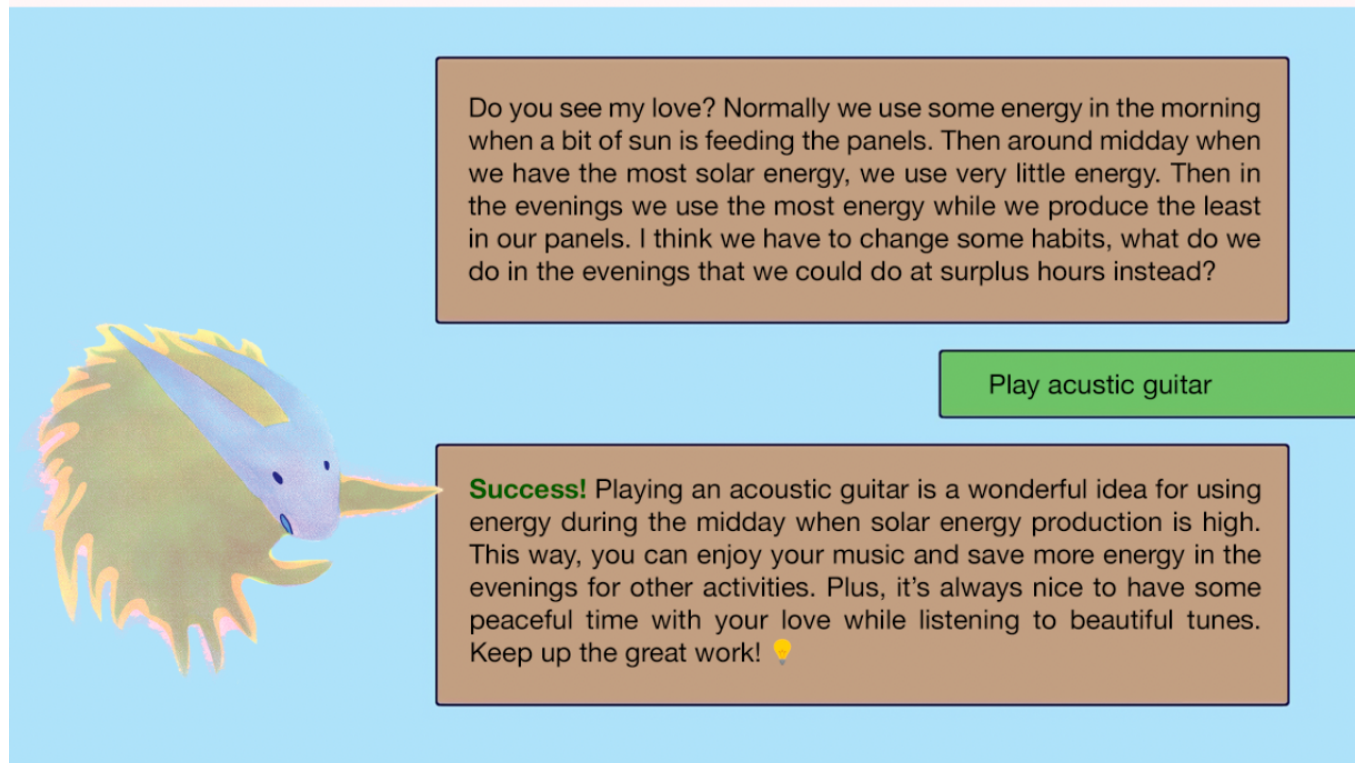 Do you see my love? Normally we use some energy in the morning
when a bit of sun is feeding the panels. Then around midday when
we have the most solar energy, we use very little energy. Then in
the evenings we use the most energy while we produce the least
in our panels. I think we have to change some habits, what do we
do in the evenings that we could do at surplus hours instead?
Play acustic guitar
Success! Playing an acoustic guitar is a wonderful idea for using
energy during the midday when solar energy production is high.
This way, you can enjoy your music and save more energy in the
evenings for other activities. Plus, it’s always nice to have some
peaceful time with your love while listening to beautiful tunes.
Keep up the great work! 💡